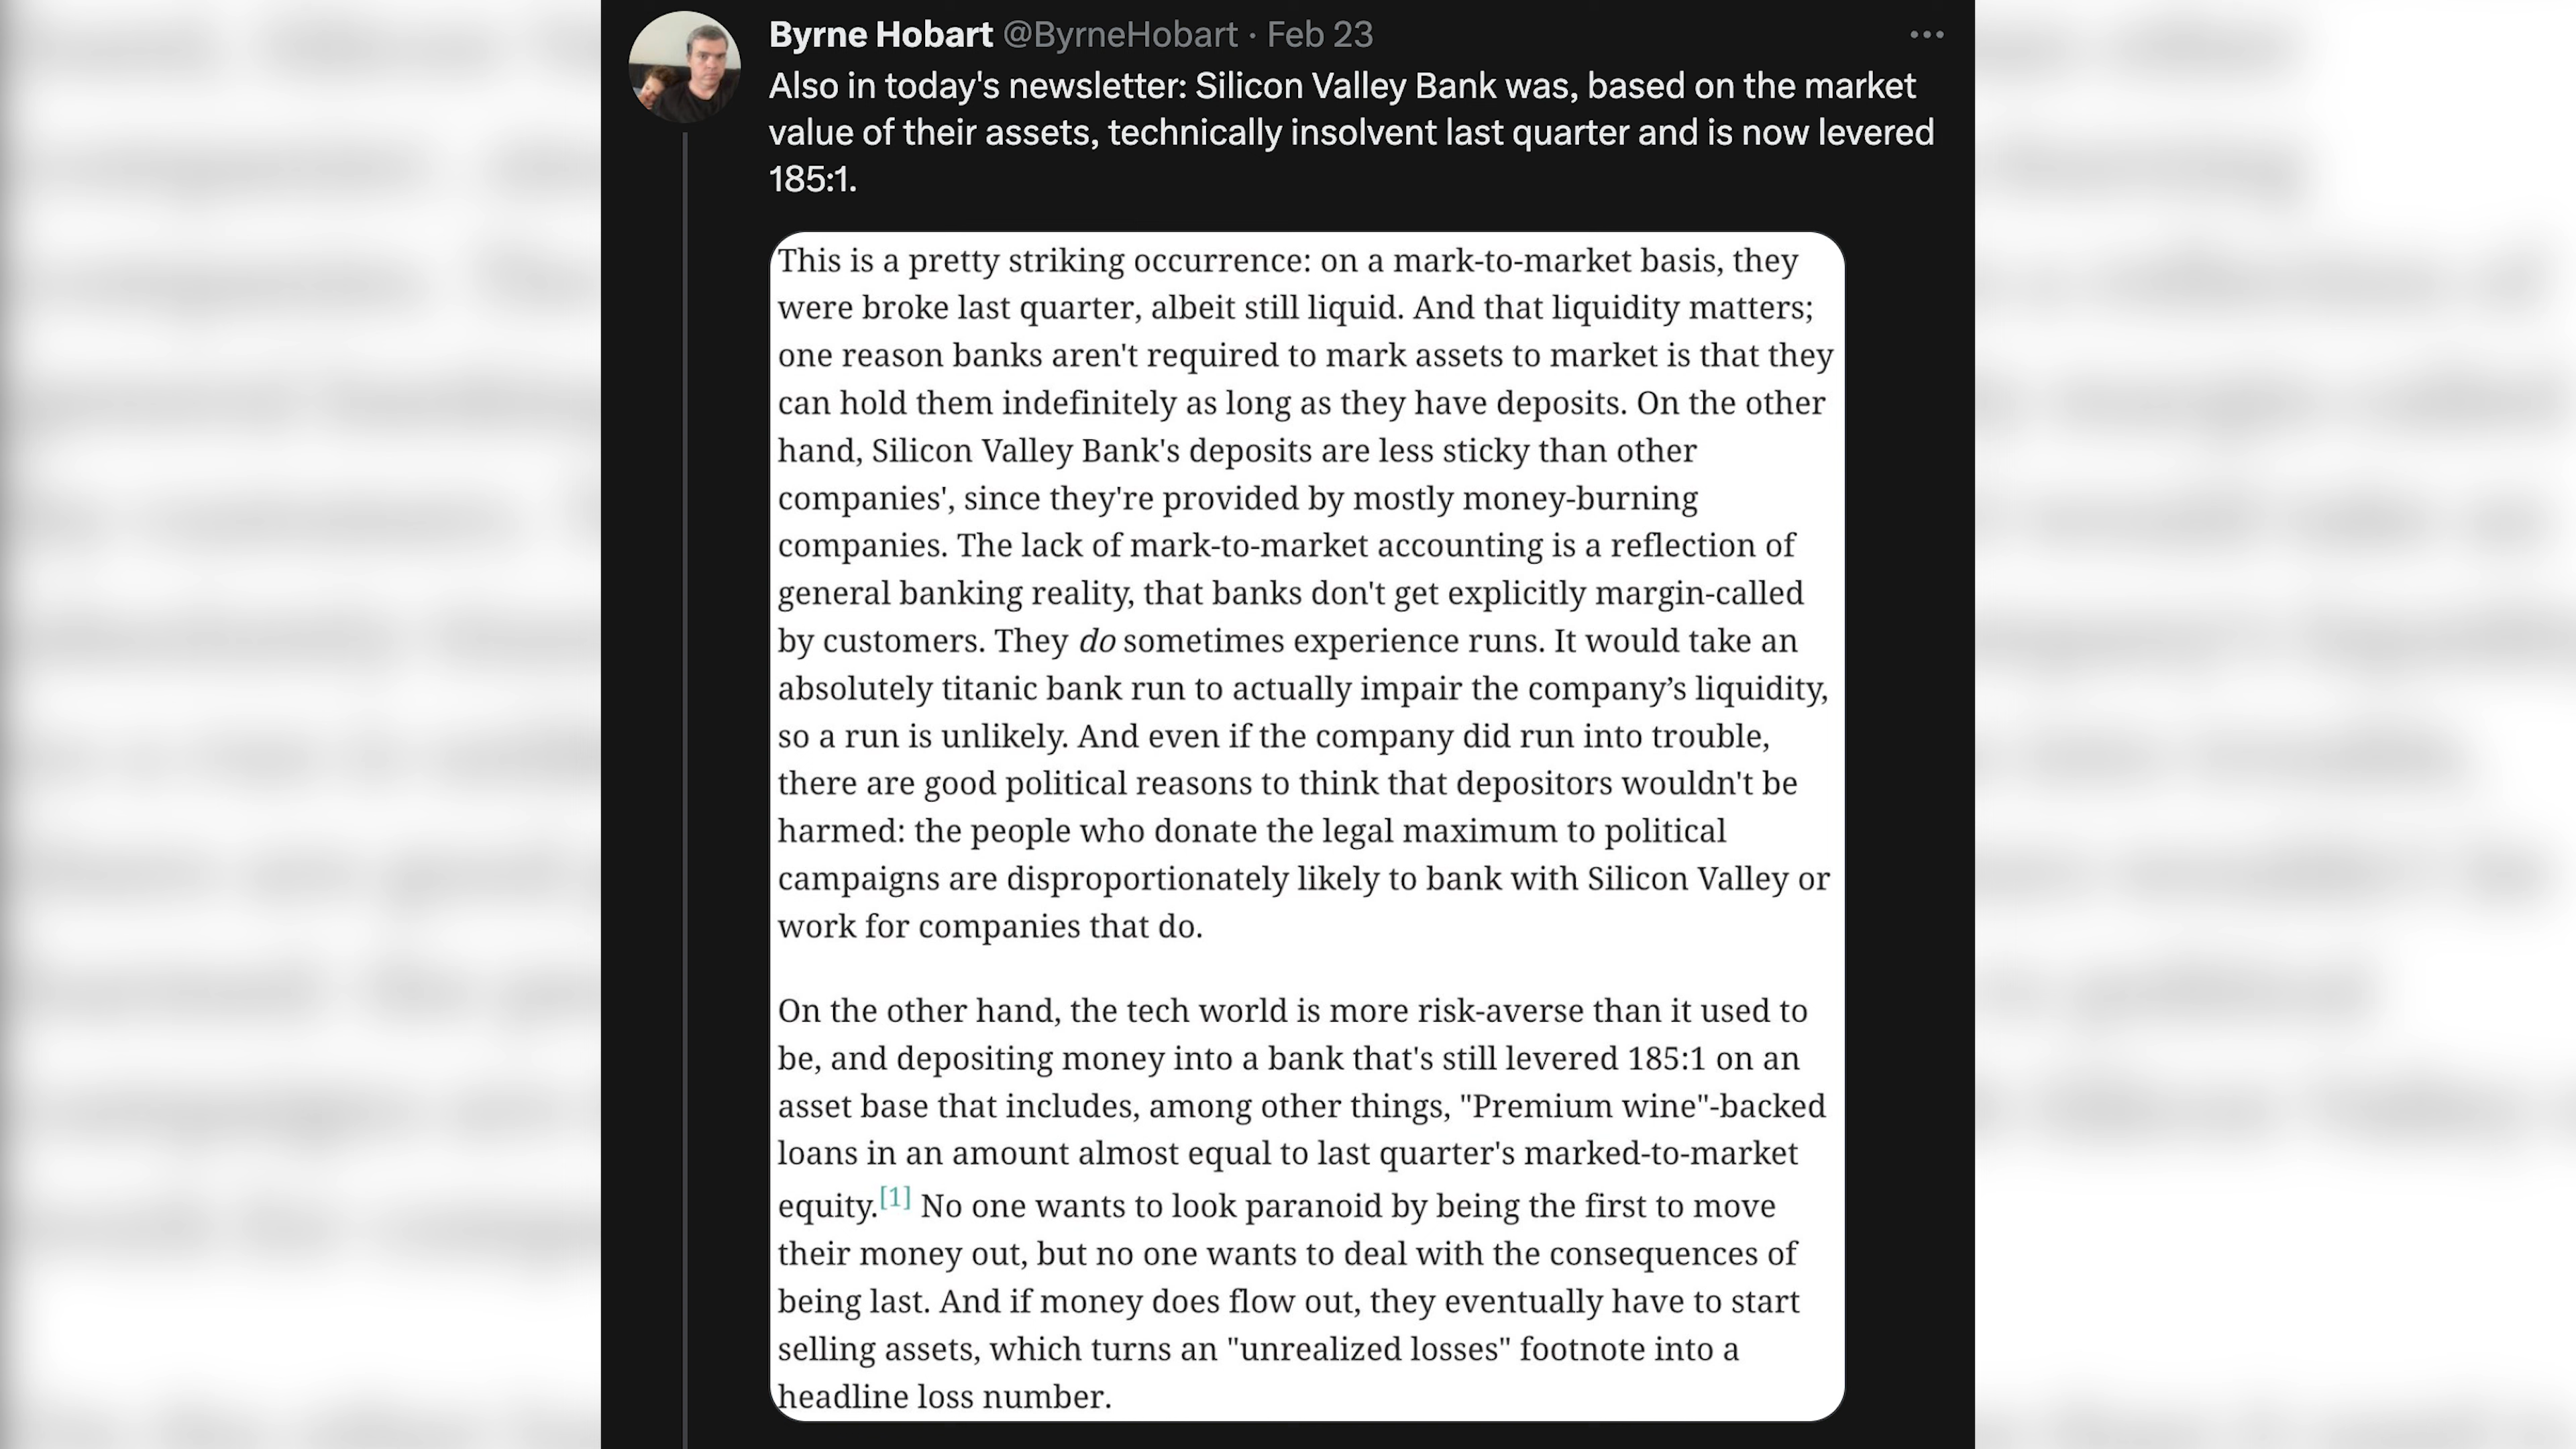 Byrne Hobart @ByrneHobart · Feb 23
Also in today's newsletter: Silicon Valley Bank was, based on the market
value of their assets, technically insolvent last quarter and is now levered
185:1.
This is a pretty striking occurrence: on a mark-to-market basis, they
were broke last quarter, albeit still liquid. And that liquidity matters;
one reason banks aren't required to mark assets to market is that they
can hold them indefinitely as long as they have deposits. On the other
hand, Silicon Valley Bank's deposits are less sticky than other
companies', since they're provided by mostly money-burning
companies. The lack of mark-to-market accounting is a reflection of
general banking reality, that banks don't get explicitly margin-called
by customers. They do sometimes experience runs. It would take an
absolutely titanic bank run to actually impair the company’s liquidity,
so a run is unlikely. And even if the company did run into trouble,
there are good political reasons to think that depositors wouldn't be
harmed: the people who donate the legal maximum to political
campaigns are disproportionately likely to bank with Silicon Valley or
work for companies that do.
On the other hand, the tech world is more risk-averse than it used to
be, and depositing money into a bank that's still levered 185:1 on an
asset base that includes, among other things, "Premium wine"-backed
loans in an amount almost equal to last quarter's marked-to-market
equity.[1] No one wants to look paranoid by being the first to move
their money out, but no one wants to deal with the consequences of
being last. And if money does flow out, they eventually have to start
selling assets, which turns an "unrealized losses" footnote into a
headline loss number.